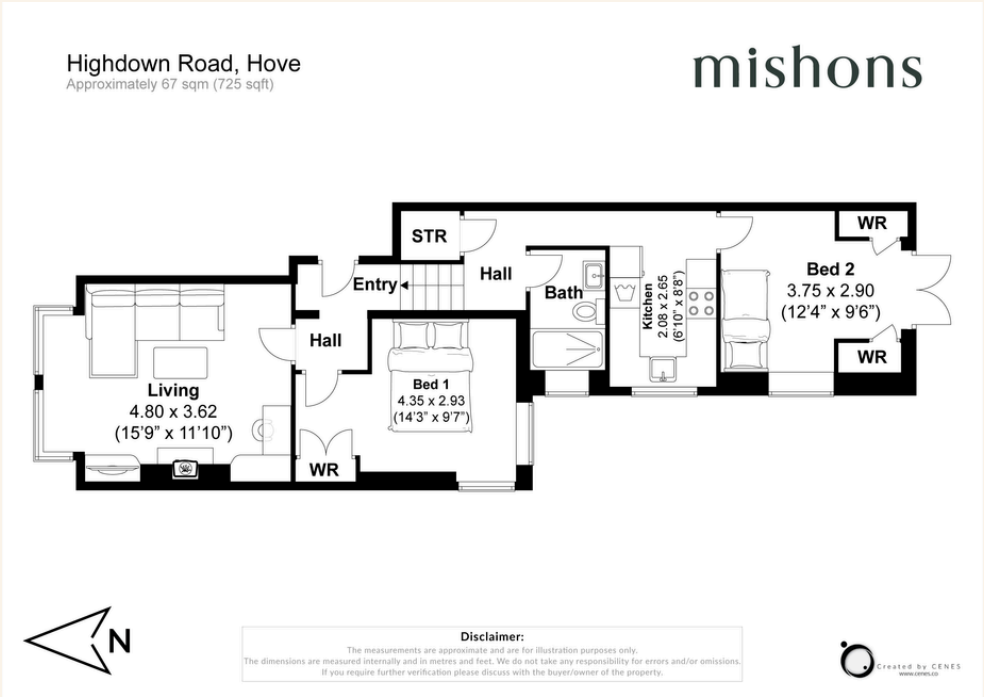 Highdown Road, Hove
Approximately 67 sqm (725 sqft)
mishons
STR
WR
Entry
Hall
Bath
Kitchen
2.08 x 2.65
(6'10" x 8'8")
Bed 2
3.75 x 2.90
(12'4" x 9'6")
WR
Hall
Living
4.80 x 3.62
(15'9" x 11'10")
Bed 1
4.35 x 2.93
(14'3" x 9'7")
WR
N
Disclaimer:
The measurements are approximate and are for illustration purposes only.
The dimensions are measured internally and in metres and feet. We do not take any responsibility for errors and/or omissions.
If you require further verification please discuss with the buyer/owner of the property.
Created by CENES
www.cenes.co